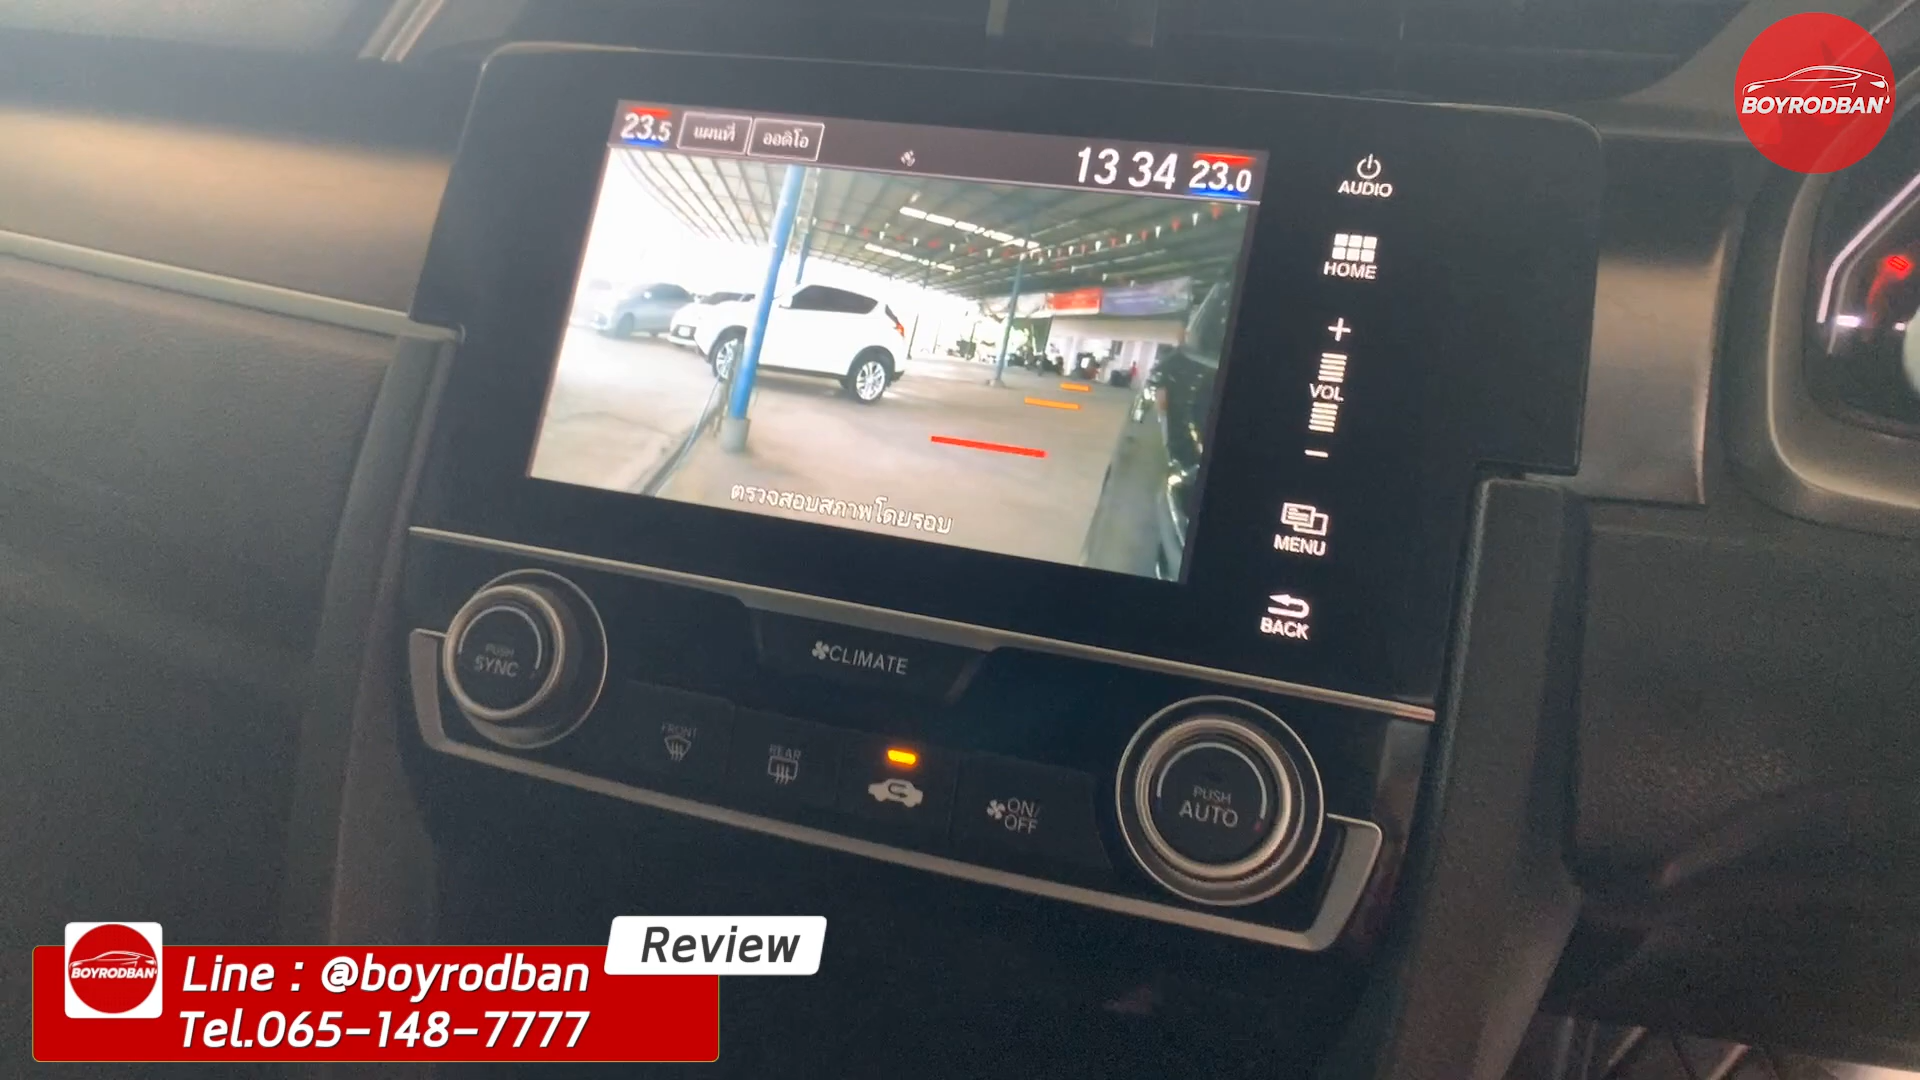 BOYRODBAN
23.5 แผนที่ ออดิโอ 13 34 23.0
AUDIO
HOME
+
VOL
−
MENU
BACK
ตรวจสอบสภาพโดยรอบ
CLIMATE
PUSH
SYNC
FRONT
REAR
ON/
OFF
PUSH
AUTO
Review
BOYRODBAN
Line : @boyrodban
Tel.065-148-7777